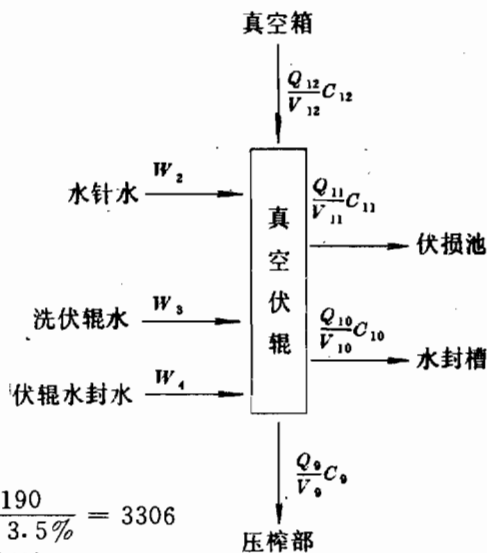 真空箱
Q₁₂/V₁₂ C₁₂
水针水
W₂
真空伏辊
Q₁₁/V₁₁ C₁₁
伏损池
洗伏辊水
W₃
Q₁₀/V₁₀ C₁₀
水封槽
伏辊水封水
W₄
Q₉/V₉ C₉
190/3.5% = 3306
压榨部